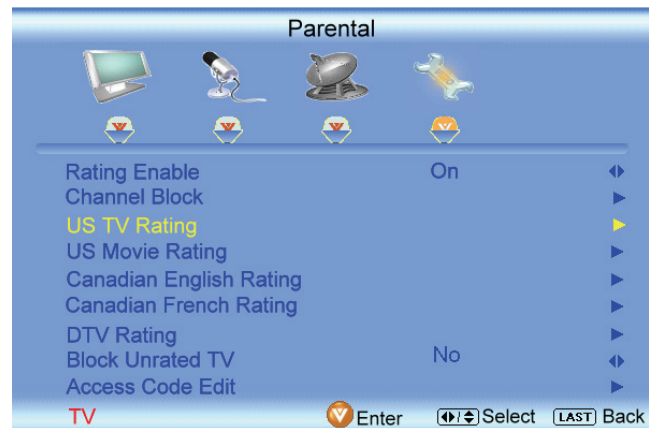 Parental
Rating Enable On
Channel Block
US TV Rating
US Movie Rating
Canadian English Rating
Canadian French Rating
DTV Rating
Block Unrated TV No
Access Code Edit
TV V Enter Select LAST Back